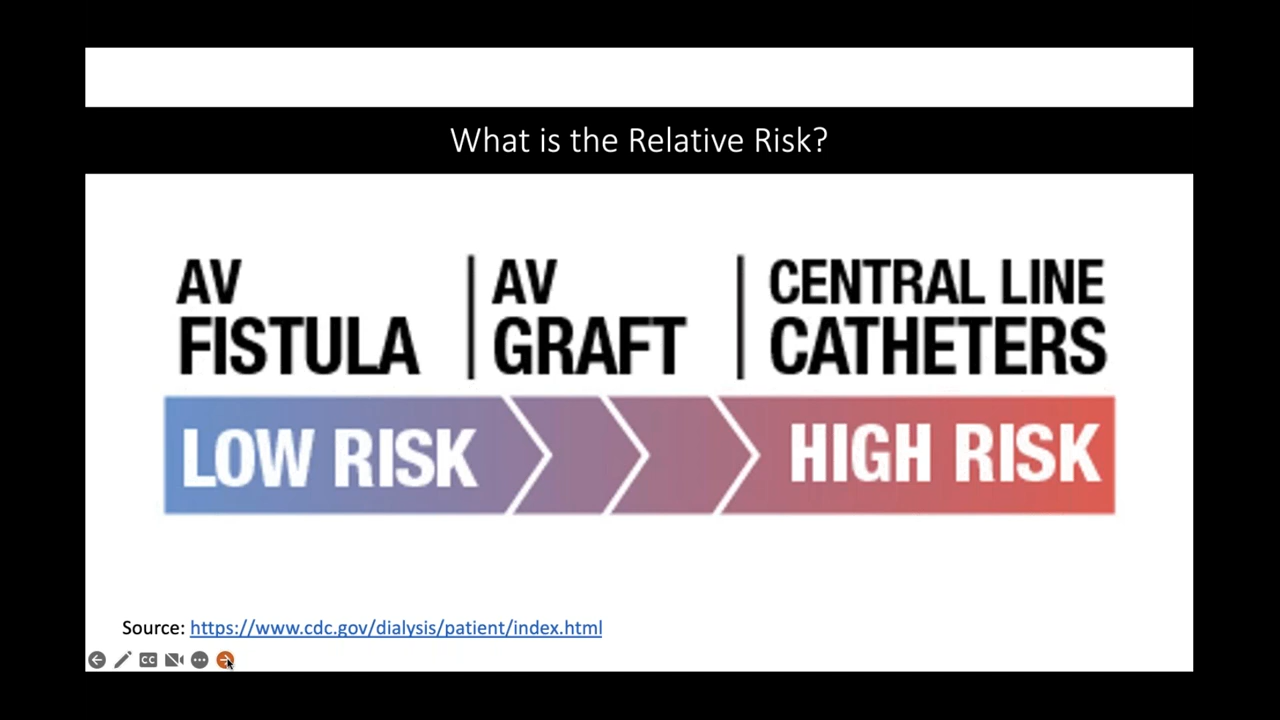 What is the Relative Risk?
AV
FISTULA
AV
GRAFT
CENTRAL LINE
CATHETERS
LOW RISK
HIGH RISK
Source: https://www.cdc.gov/dialysis/patient/index.html
CC